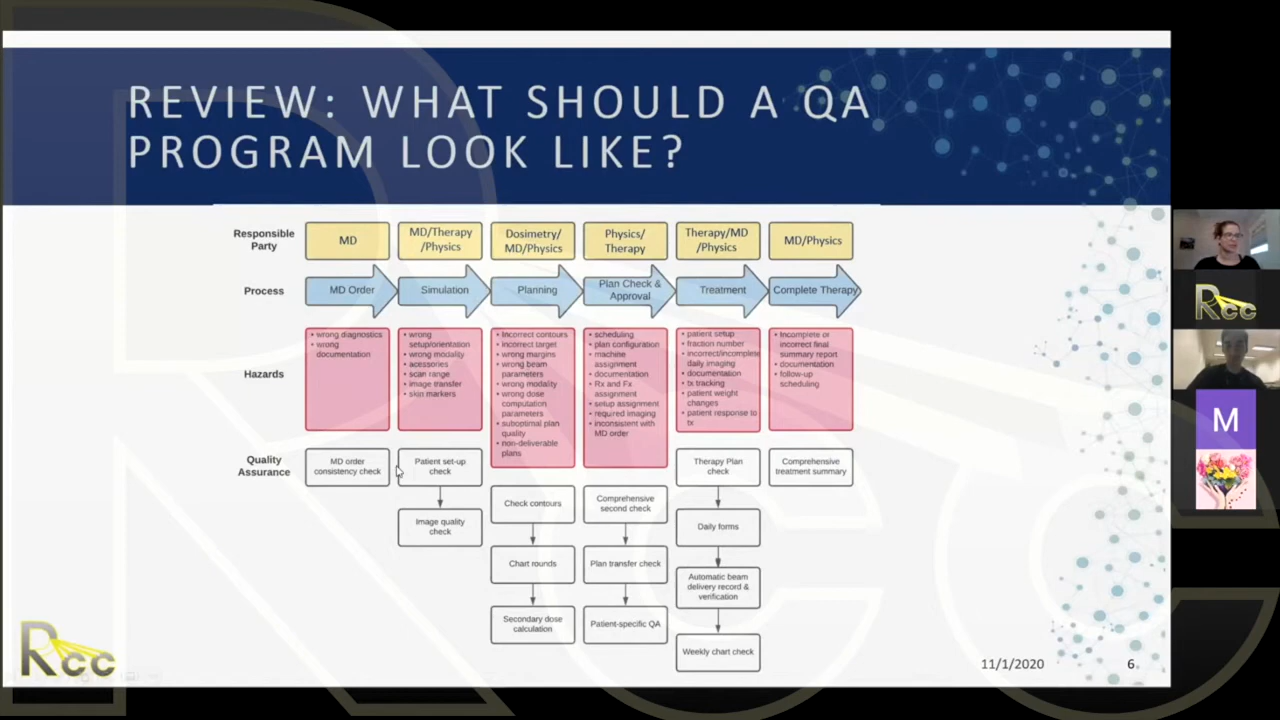 REVIEW: WHAT SHOULD A QA
PROGRAM LOOK LIKE?
Responsible
Party
MD
MD/Therapy
/Physics
Dosimetry/
MD/Physics
Physics/
Therapy
Therapy/MD
/Physics
MD/Physics
Process
MD Order
Simulation
Planning
Plan Check &
Approval
Treatment
Complete Therapy
Hazards
• wrong diagnostics
• wrong
documentation
• wrong
setup/orientation
• wrong modality
• acessories
• scan range
• image transfer
• skin markers
• Incorrect contours
• incorrect target
• wrong margins
• wrong beam
parameters
• wrong modality
• wrong dose
computation
parameters
• suboptimal plan
quality
• non-deliverable
plans
• scheduling
• plan configuration
• machine
assignment
• documentation
• Rx and Fx
assignment
• setup assignment
• required imaging
• inconsistent with
MD order
• patient setup
• fraction number
• incorrect/incomplete
daily imaging
• documentation
• tx tracking
• patient weight
changes
• patient response to
tx
• Incomplete or
incorrect final
summary report
• documentation
• follow-up
scheduling
Quality
Assurance
MD order
consistency check
Patient set-up
check
Image quality
check
Check contours
Chart rounds
Secondary dose
calculation
Comprehensive
second check
Plan transfer check
Patient-specific QA
Therapy Plan
check
Daily forms
Automatic beam
delivery record &
verification
Weekly chart check
Comprehensive
treatment summary
Rcc
11/1/2020
6
Rcc
M